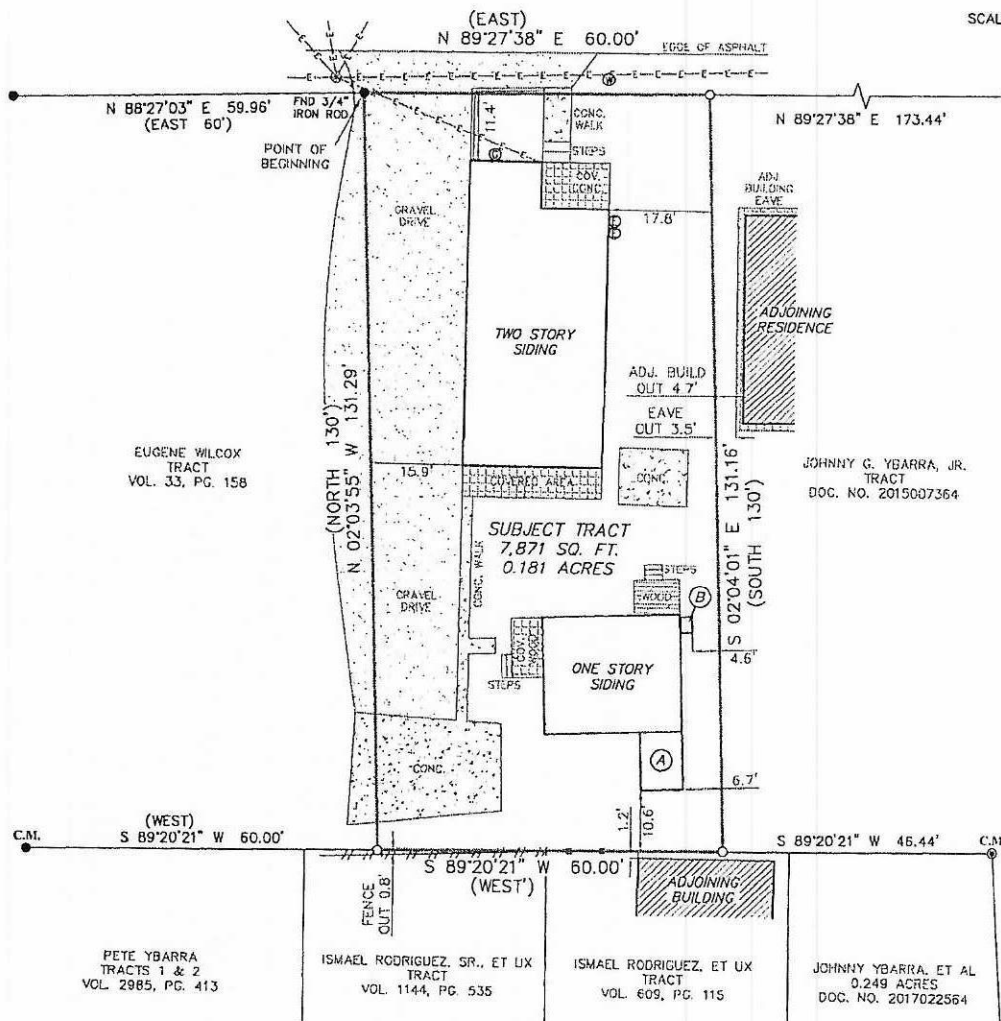 SCAL
(EAST)
N 89°27'38" E 60.00'
EDGE OF ASPHALT
E E E E E E E E E E E E
N 88°27'03" E 59.96'
(EAST 60')
FND 3/4"
IRON ROD
POINT OF
BEGINNING
11.4'
CONC.
WALK
STEPS
COV.
CONC.
N 89°27'38" E 173.44'
G
ADJ.
BUILDING
EAVE
GRAVEL
DRIVE
17.8'
E
E
TWO STORY
SIDING
ADJOINING
RESIDENCE
ADJ. BUILD
OUT 4.7'
EAVE
OUT 3.5'
(NORTH 130')
N 02°03'55" W 131.29'
S 02°04'01" E 131.16'
(SOUTH 130')
EUGENE WILCOX
TRACT
VOL. 33, PG. 158
15.9'
COVERED AREA
CONC.
JOHNNY G. YBARRA, JR.
TRACT
DOC. NO. 2015007364
SUBJECT TRACT
7,871 SQ. FT.
0.181 ACRES
CONC. WALK
GRAVEL
DRIVE
STEPS
WOOD
B
COV.
WOOD
STEPS
ONE STORY
SIDING
4.6'
A
CONC.
6.7'
1.2'
10.6'
(WEST)
C.M.
S 89°20'21" W 60.00'
S 89°20'21" W 60.00'
(WEST')
S 89°20'21" W 46.44'
C.M
FENCE
OUT 0.8'
ADJOINING
BUILDING
PETE YBARRA
TRACTS 1 & 2
VOL. 2985, PG. 413
ISMAEL RODRIGUEZ, SR., ET UX
TRACT
VOL. 1144, PG. 535
ISMAEL RODRIGUEZ, ET UX
TRACT
VOL. 609, PG. 115
JOHNNY YBARRA, ET AL
0.249 ACRES
DOC. NO. 2017022564